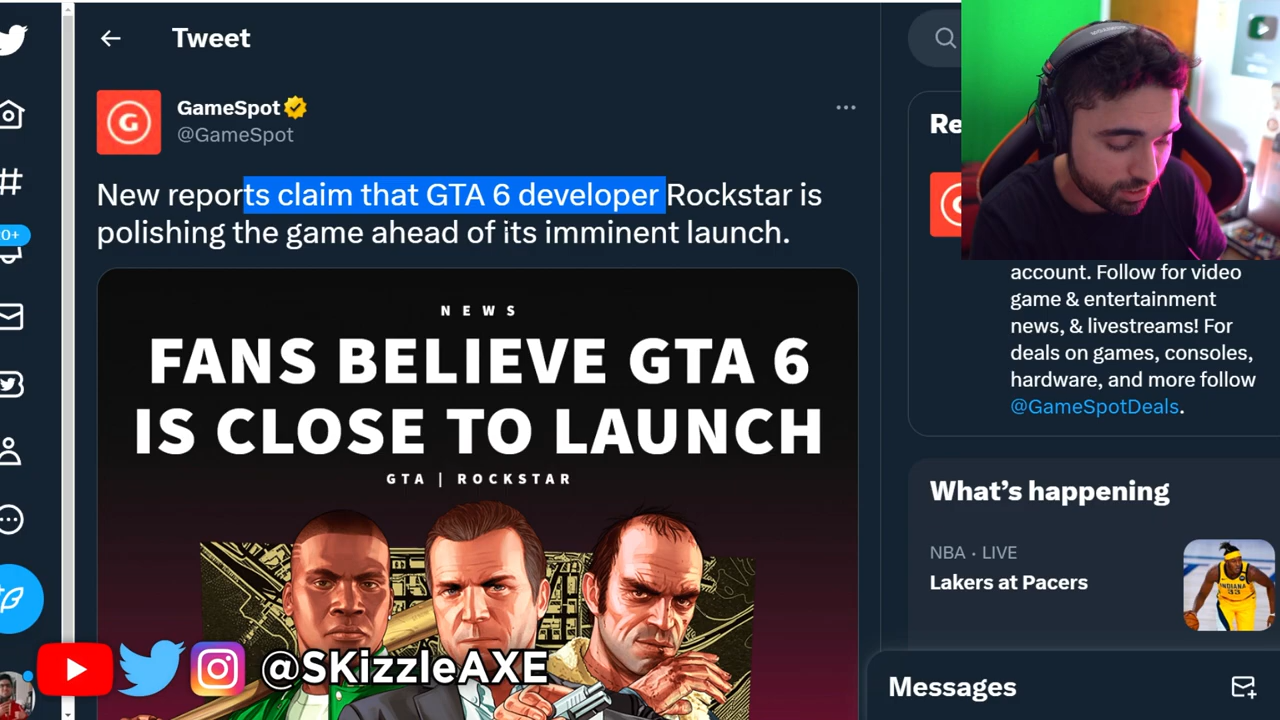 Tweet
GameSpot
@GameSpot
New reports claim that GTA 6 developer Rockstar is
polishing the game ahead of its imminent launch.
NEWS
FANS BELIEVE GTA 6
IS CLOSE TO LAUNCH
GTA | ROCKSTAR
20+
Re
account. Follow for video
game & entertainment
news, & livestreams! For
deals on games, consoles,
hardware, and more follow
@GameSpotDeals.
What's happening
NBA · LIVE
Lakers at Pacers
INDIANA
33
Messages
@SKizzleAXE